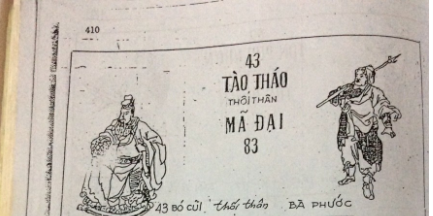 410
43
TÀO THÁO
THỐI THÂN
MÃ ĐẠI
83
43 BÓ CỦI thối thân BÀ PHƯỚC